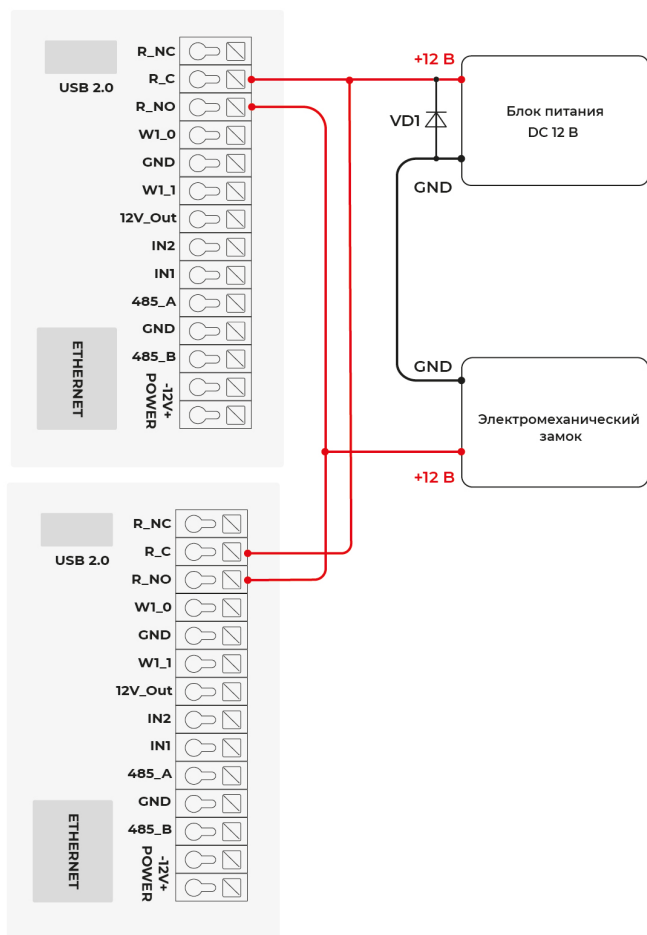 USB 2.0
R_NC
R_C
R_NO
W1_0
GND
W1_1
12V_Out
IN2
IN1
485_A
GND
485_B
-12V+
POWER
ETHERNET
+12 В
VD1
GND
Блок питания
DC 12 В
GND
Электромеханический
замок
+12 В
USB 2.0
R_NC
R_C
R_NO
W1_0
GND
W1_1
12V_Out
IN2
IN1
485_A
GND
485_B
-12V+
POWER
ETHERNET